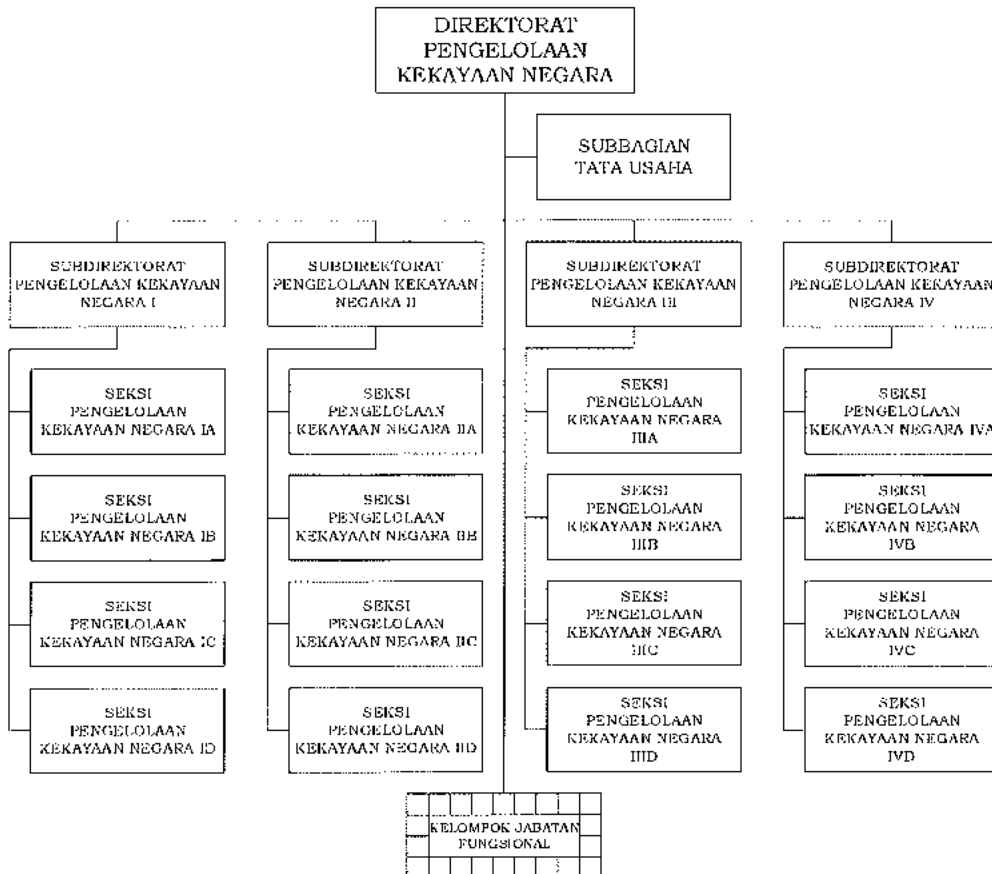 DIREKTORAT
PENGELOLAAN
KEKAYAAN NEGARA
SUBBAGIAN
TATA USAHA
SUBDIREKTORAT
PENGELOLAAN KEKAYAAN
NEGARA I
SUBDIREKTORAT
PENGELOLAAN KEKAYAAN
NEGARA II
SUBDIREKTORAT
PENGELOLAAN KEKAYAAN
NEGARA III
SUBDIREKTORAT
PENGELOLAAN KEKAYAAN
NEGARA IV
SEKSI
PENGELOLAAN
KEKAYAAN NEGARA IA
SEKSI
PENGELOLAAN
KEKAYAAN NEGARA IIA
SEKSI
PENGELOLAAN
KEKAYAAN NEGARA
IIIA
SEKSI
PENGELOLAAN
KEKAYAAN NEGARA IVA
SEKSI
PENGELOLAAN
KEKAYAAN NEGARA IB
SEKSI
PENGELOLAAN
KEKAYAAN NEGARA IIB
SEKSI
PENGELOLAAN
KEKAYAAN NEGARA
IIIB
SEKSI
PENGELOLAAN
KEKAYAAN NEGARA
IVB
SEKSI
PENGELOLAAN
KEKAYAAN NEGARA IC
SEKSI
PENGELOLAAN
KEKAYAAN NEGARA IIC
SEKSI
PENGELOLAAN
KEKAYAAN NEGARA
IIIC
SEKSI
PENGELOLAAN
KEKAYAAN NEGARA
IVC
SEKSI
PENGELOLAAN
KEKAYAAN NEGARA ID
SEKSI
PENGELOLAAN
KEKAYAAN NEGARA IID
SEKSI
PENGELOLAAN
KEKAYAAN NEGARA
IIID
SEKSI
PENGELOLAAN
KEKAYAAN NEGARA
IVD
KELOMPOK JABATAN
FUNGSIONAL